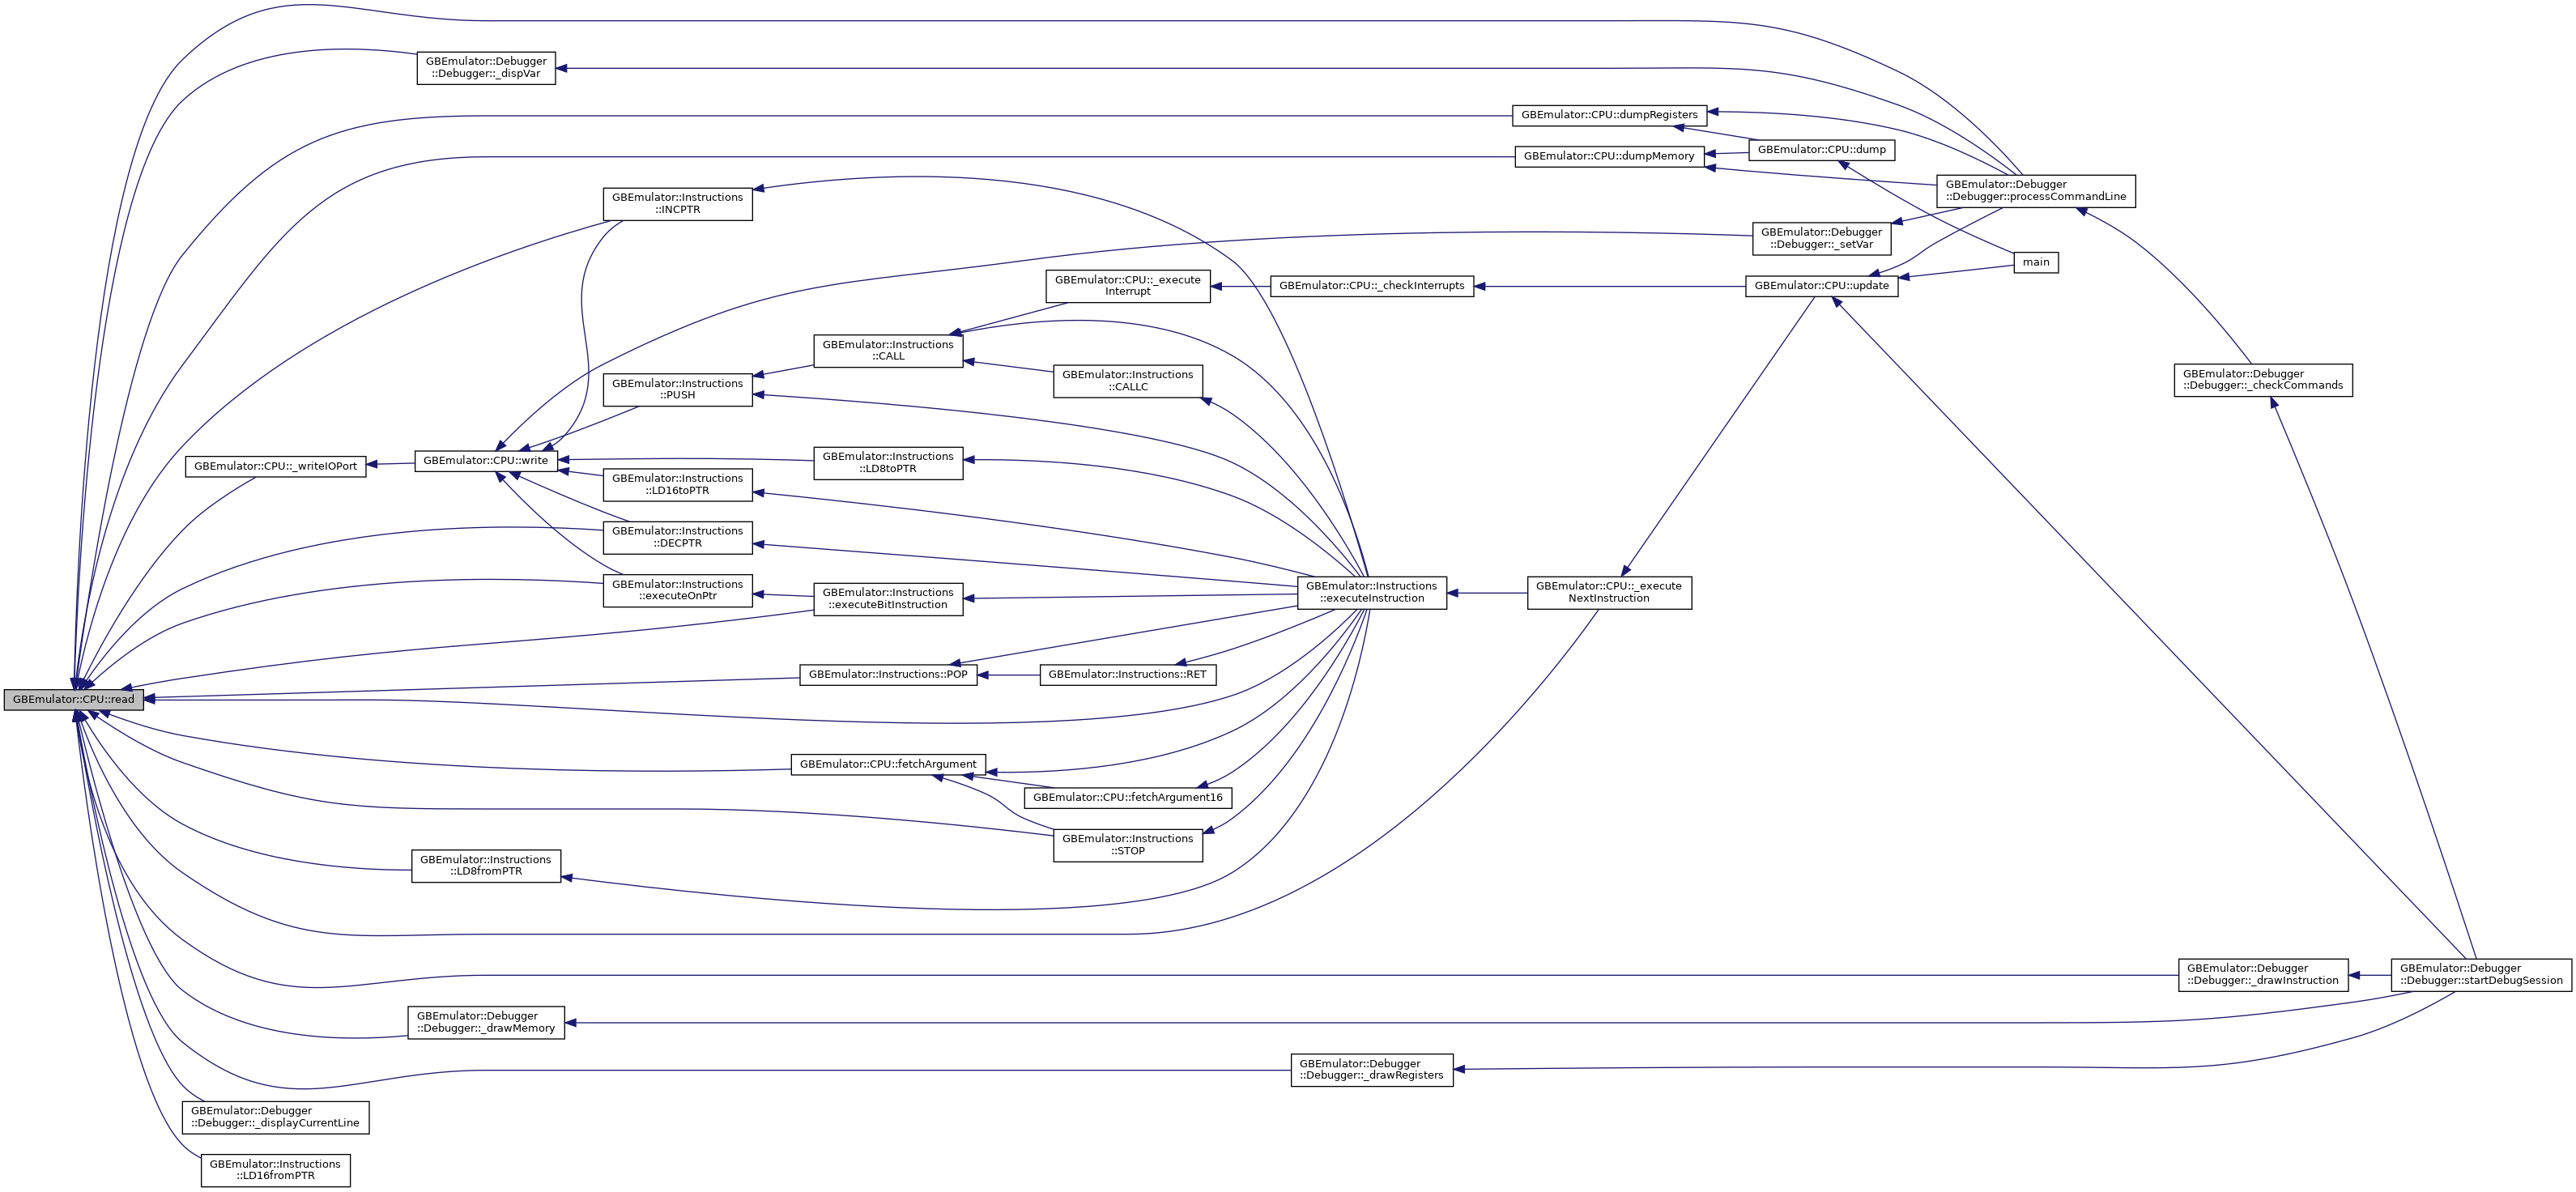 GBEmulator::Debugger
::Debugger::_dispVar
GBEmulator::CPU::dumpRegisters
GBEmulator::CPU::dump
GBEmulator::CPU::dumpMemory
GBEmulator::Debugger
::Debugger::processCommandLine
GBEmulator::Instructions
::INCPTR
GBEmulator::Debugger
::Debugger::_setVar
main
GBEmulator::CPU::_execute
Interrupt
GBEmulator::CPU::_checkInterrupts
GBEmulator::CPU::update
GBEmulator::Instructions
::CALL
GBEmulator::Instructions
::CALLC
GBEmulator::Debugger
::Debugger::_checkCommands
GBEmulator::Instructions
::PUSH
GBEmulator::CPU::_writeIOPort
GBEmulator::CPU::write
GBEmulator::Instructions
::LD8toPTR
GBEmulator::Instructions
::LD16toPTR
GBEmulator::Instructions
::DECPTR
GBEmulator::Instructions
::executeOnPtr
GBEmulator::Instructions
::executeBitInstruction
GBEmulator::Instructions
::executeInstruction
GBEmulator::CPU::_execute
NextInstruction
GBEmulator::Instructions::POP
GBEmulator::Instructions::RET
GBEmulator::CPU::read
GBEmulator::CPU::fetchArgument
GBEmulator::CPU::fetchArgument16
GBEmulator::Instructions
::STOP
GBEmulator::Instructions
::LD8fromPTR
GBEmulator::Debugger
::Debugger::_drawInstruction
GBEmulator::Debugger
::Debugger::startDebugSession
GBEmulator::Debugger
::Debugger::_drawMemory
GBEmulator::Debugger
::Debugger::_drawRegisters
GBEmulator::Debugger
::Debugger::_displayCurrentLine
GBEmulator::Instructions
::LD16fromPTR